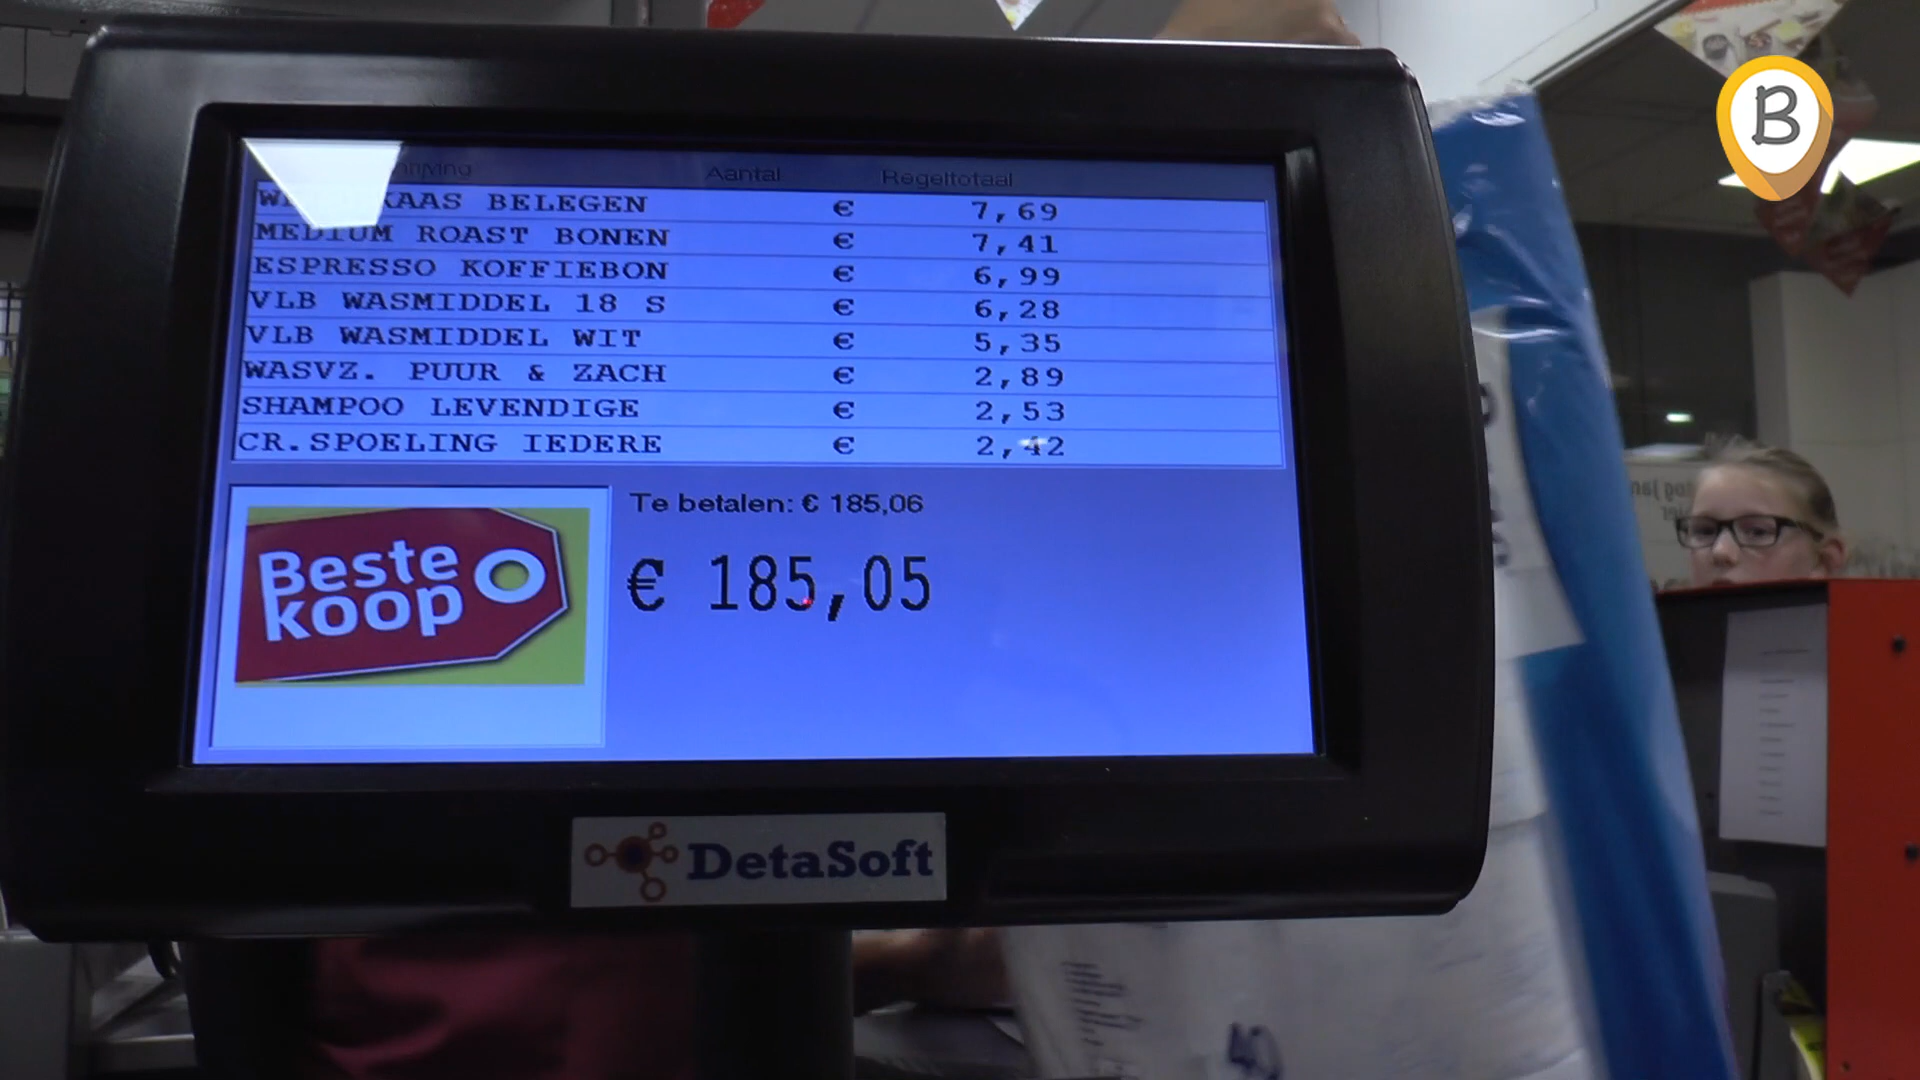 Aantal Regeltotaal
KAAS BELEGEN € 7,69
MEDIUM ROAST BONEN € 7,41
ESPRESSO KOFFIEBON € 6,99
VLB WASMIDDEL 18 S € 6,28
VLB WASMIDDEL WIT € 5,35
WASVZ. PUUR & ZACH € 2,89
SHAMPOO LEVENDIGE € 2,53
CR.SPOELING IEDERE € 2,42
Te betalen: € 185,06
€ 185,05
Beste
koop
DetaSoft
B